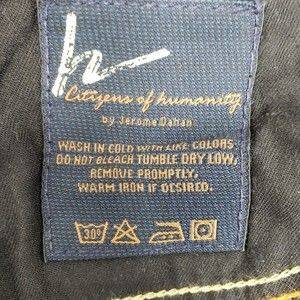 Citizens of humanity
by Jerome Dahan
WASH IN COLD WITH LIKE COLORS
DO NOT BLEACH TUMBLE DRY LOW,
REMOVE PROMPTLY,
WARM IRON IF DESIRED.
30°